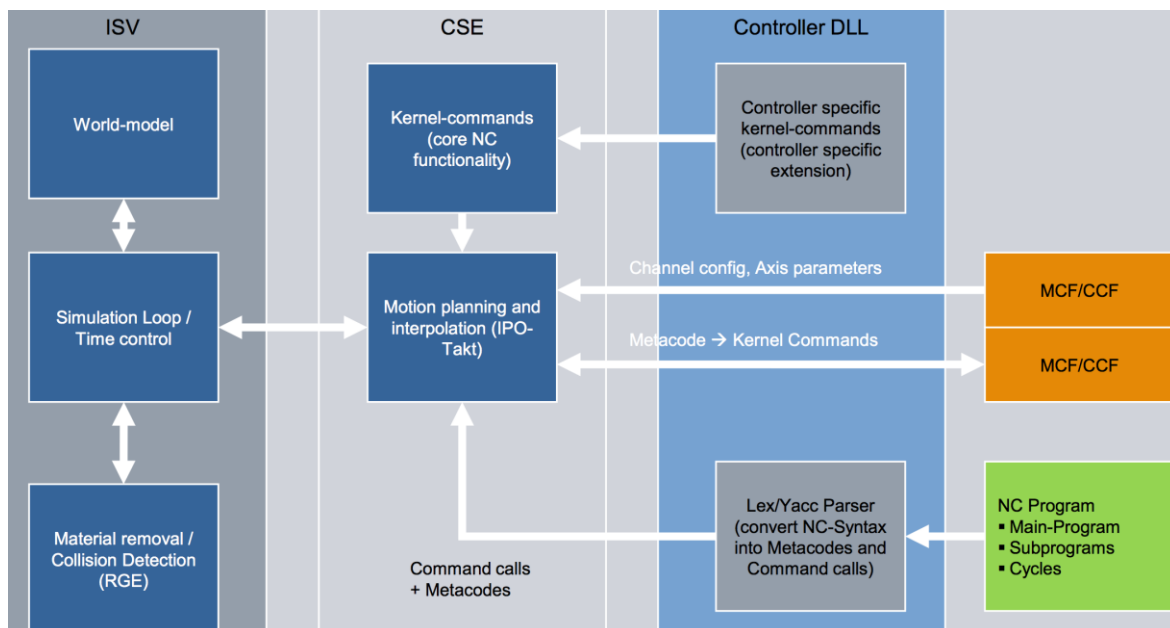 ISV
CSE
Controller DLL
World-model
Kernel-commands
(core NC
functionality)
Controller specific
kernel-commands
(controller specific
extension)
Simulation Loop /
Time control
Motion planning and
interpolation (IPO-
Takt)
Channel config, Axis parameters
MCF/CCF
Metacode → Kernel Commands
MCF/CCF
Material removal /
Collision Detection
(RGE)
Command calls
+ Metacodes
Lex/Yacc Parser
(convert NC-Syntax
into Metacodes and
Command calls)
NC Program
▪ Main-Program
▪ Subprograms
▪ Cycles